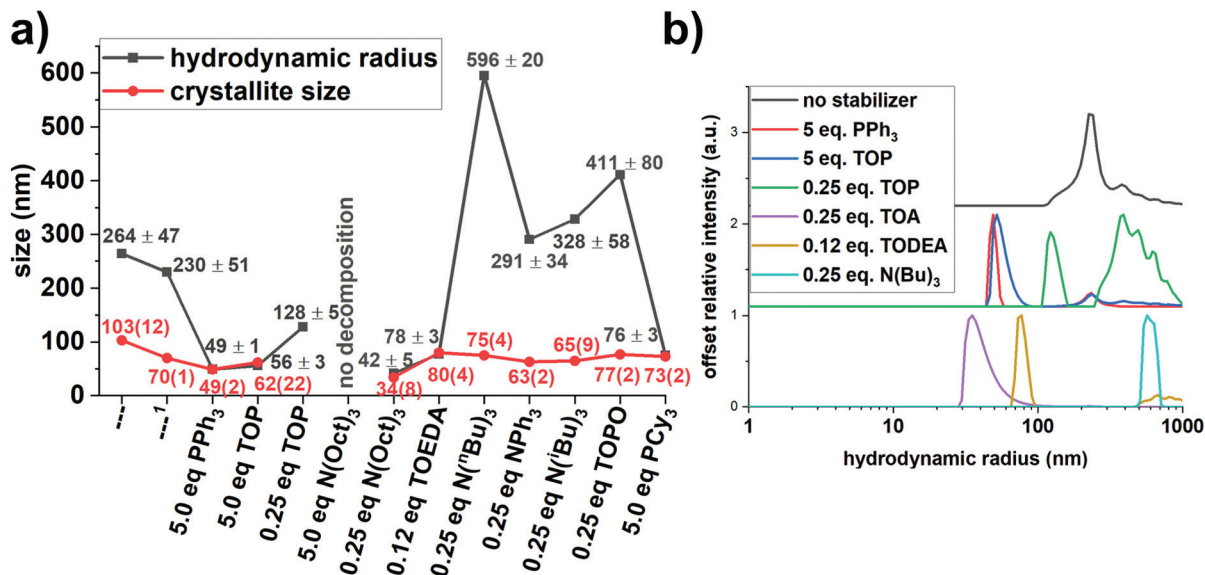 a)
hydrodynamic radius
crystallite size
size (nm)
600
500
400
300
200
100
0
264 ± 47
230 ± 51
49 ± 1
56 ± 3
128 ± 5
no decomposition
42 ± 5
78 ± 3
596 ± 20
291 ± 34
328 ± 58
411 ± 80
76 ± 3
103(12)
70(1)
49(2)
62(22)
34(8)
80(4)
75(4)
63(2)
65(9)
77(2)
73(2)
---
---¹
5.0 eq PPh₃
5.0 eq TOP
0.25 eq TOP
5.0 eq N(Oct)₃
0.25 eq N(Oct)₃
0.12 eq TOEDA
0.25 eq N(ⁿBu)₃
0.25 eq NPh₃
0.25 eq N(ⁱBu)₃
0.25 eq TOPO
5.0 eq PCy₃
b)
no stabilizer
5 eq. PPh₃
5 eq. TOP
0.25 eq. TOP
0.25 eq. TOA
0.12 eq. TODEA
0.25 eq. N(Bu)₃
offset relative intensity (a.u.)
3
2
1
0
1
10
100
1000
hydrodynamic radius (nm)